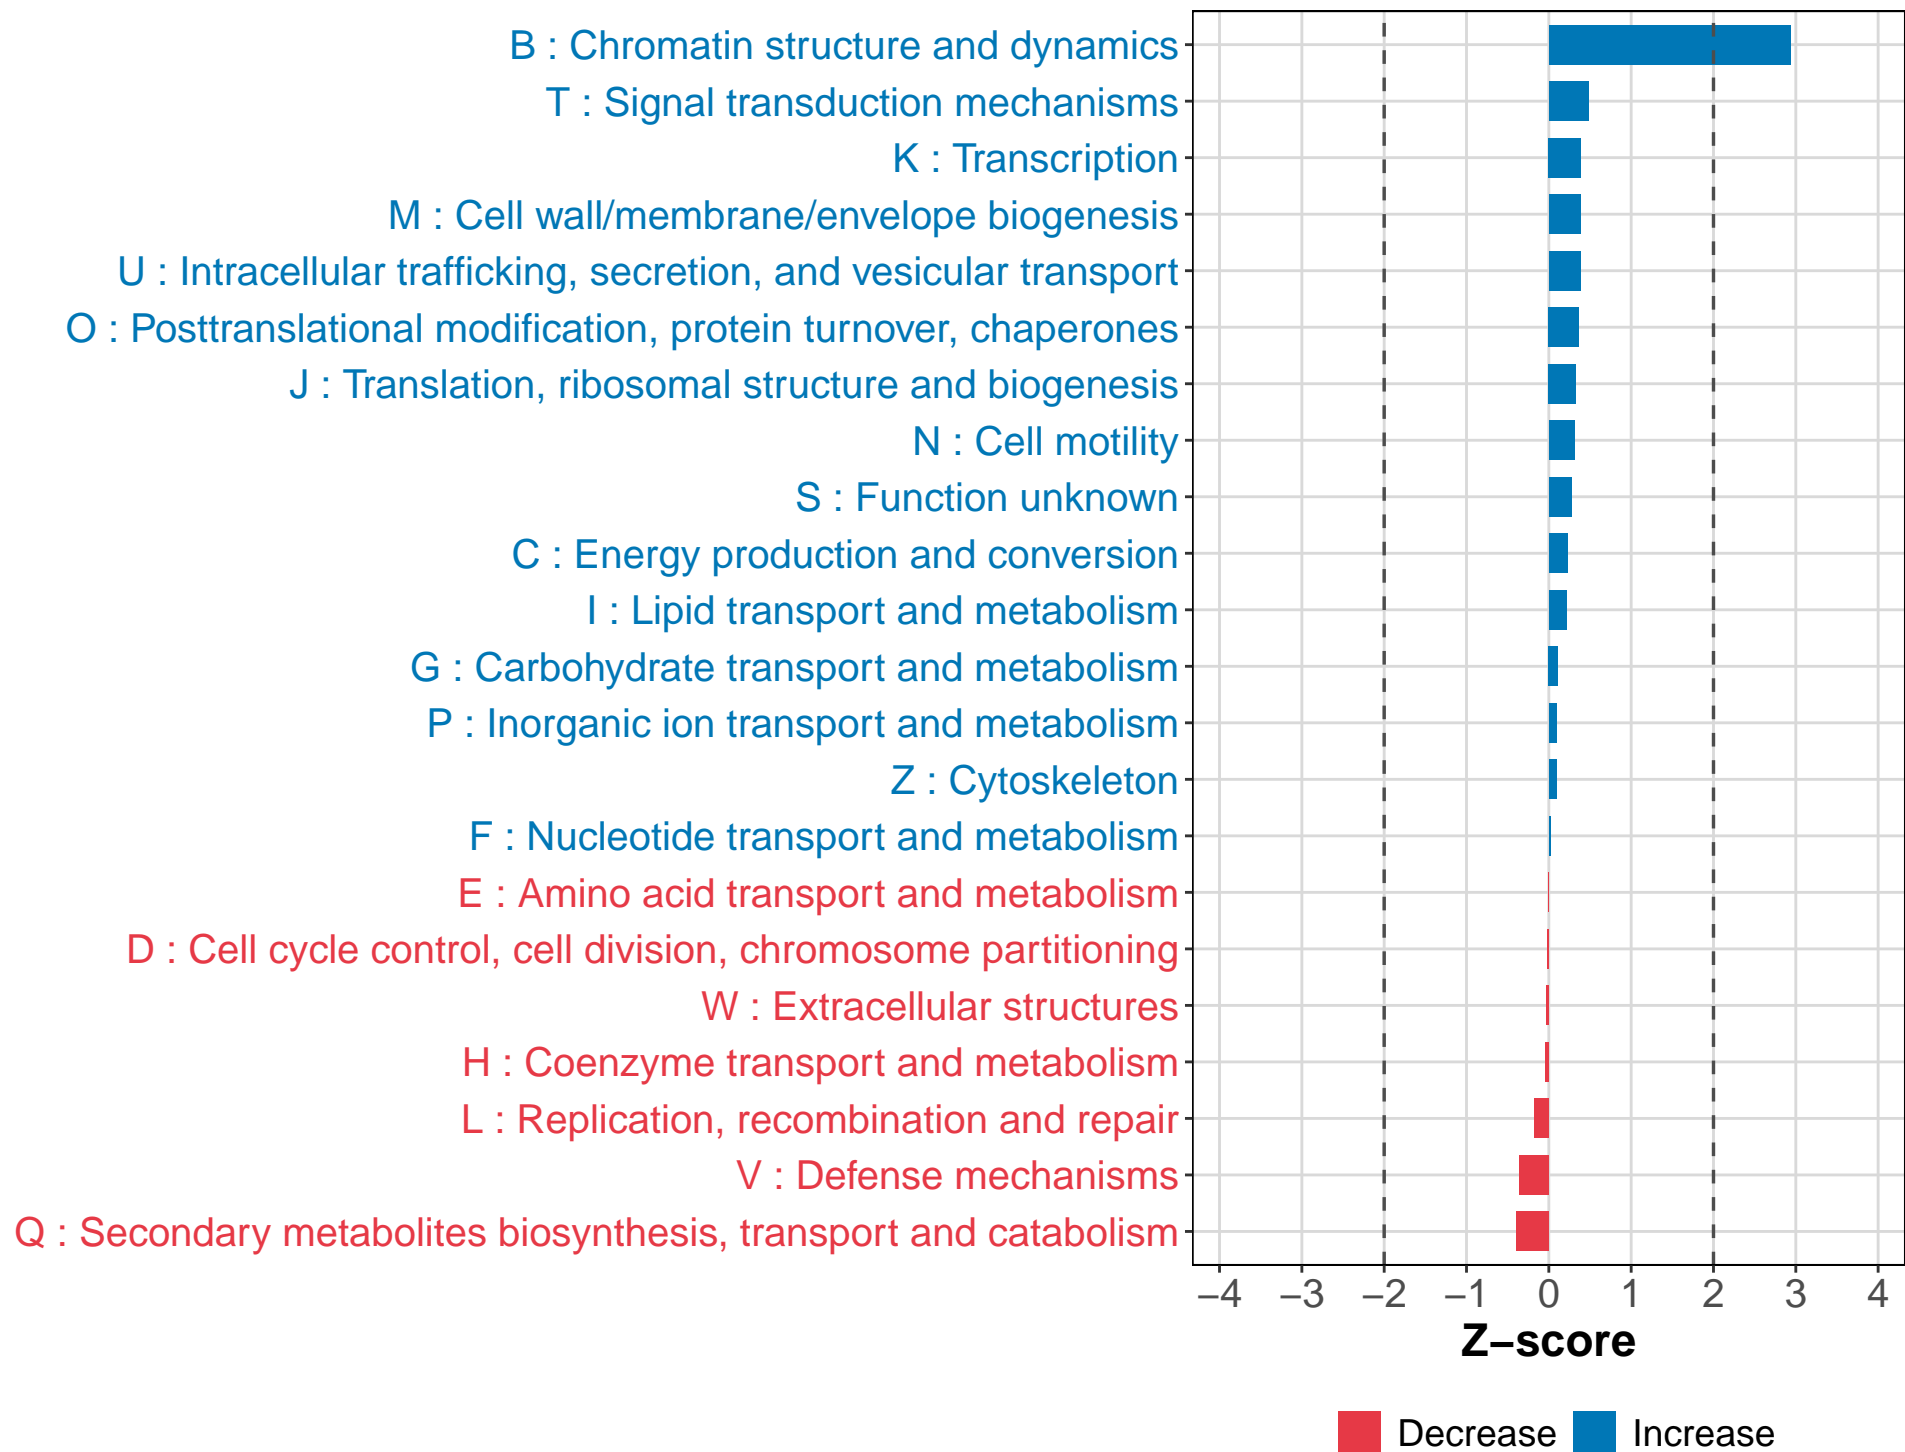 B : Chromatin structure and dynamics
T : Signal transduction mechanisms
K : Transcription
M : Cell wall/membrane/envelope biogenesis
U : Intracellular trafficking, secretion, and vesicular transport
O : Posttranslational modification, protein turnover, chaperones
J : Translation, ribosomal structure and biogenesis
N : Cell motility
S : Function unknown
C : Energy production and conversion
I : Lipid transport and metabolism
G : Carbohydrate transport and metabolism
P : Inorganic ion transport and metabolism
Z : Cytoskeleton
F : Nucleotide transport and metabolism
E : Amino acid transport and metabolism
D : Cell cycle control, cell division, chromosome partitioning
W : Extracellular structures
H : Coenzyme transport and metabolism
L : Replication, recombination and repair
V : Defense mechanisms
Q : Secondary metabolites biosynthesis, transport and catabolism
−4 −3 −2 −1 0 1 2 3 4
Z−score
Decrease Increase